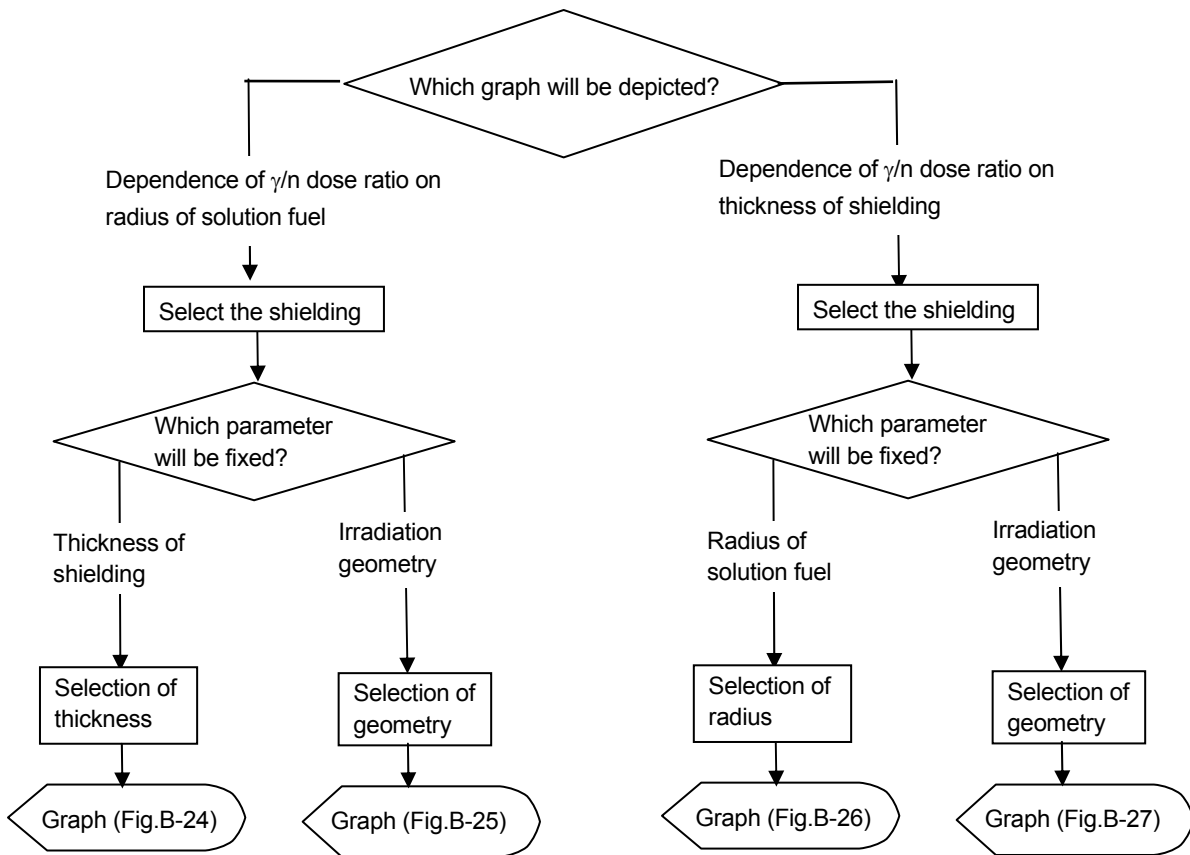 Which graph will be depicted?
Dependence of γ/n dose ratio on
radius of solution fuel
Dependence of γ/n dose ratio on
thickness of shielding
Select the shielding
Select the shielding
Which parameter
will be fixed?
Which parameter
will be fixed?
Thickness of
shielding
Irradiation
geometry
Radius of
solution fuel
Irradiation
geometry
Selection of
thickness
Selection of
geometry
Selection of
radius
Selection of
geometry
Graph (Fig.B-24)
Graph (Fig.B-25)
Graph (Fig.B-26)
Graph (Fig.B-27)